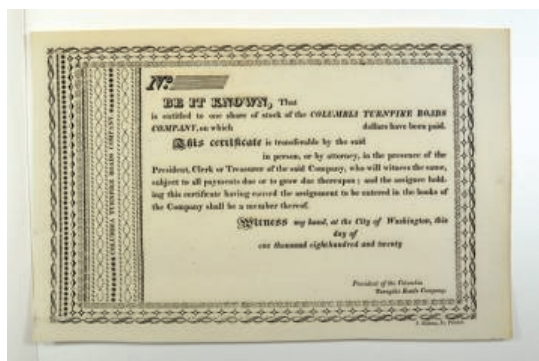 No.
BE IT KNOWN, That
is entitled to one share of stock of the COLUMBIA TURNPIKE ROADS
COMPANY, on which dollars have been paid.
This certificate is transferable by the said
in person, or by attorney, in the presence of the
President, Clerk or Treasurer of the said Company, who will witness the same,
subject to all payments due or to grow due thereupon; and the assignee hold-
ing this certificate having caused the assignment to be entered in the books of
the Company shall be a member thereof.
Witness my hand, at the City of Washington, this
day of
one thousand eight hundred and twenty
President of the Columbia
Turnpike Roads Company.
COLUMBIA TURNPIKE ROADS COMPANY